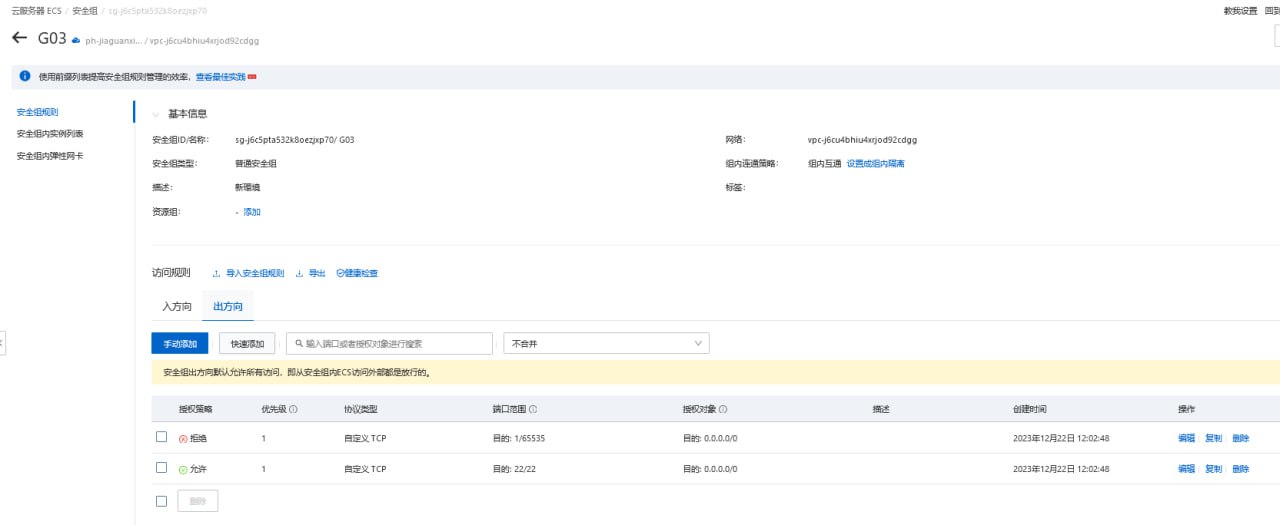 云服务器 ECS / 安全组 / sg-j6c5pta532k8oezjxp70
教我设置 回到
G03 ph-jiaguanxi... / vpc-j6cu4bhiu4xrjod92cdgg
使用前缀列表提高安全组规则管理的效率，查看最佳实践
安全组规则
安全组内实例列表
安全组内弹性网卡
基本信息
安全组ID/名称： sg-j6c5pta532k8oezjxp70/ G03 网络： vpc-j6cu4bhiu4xrjod92cdgg
安全组类型： 普通安全组 组内连通策略： 组内互通 设置成组内隔离
描述： 新環境 标签：
资源组： - 添加
访问规则 导入安全组规则 导出 健康检查
入方向 出方向
手动添加 快速添加 输入端口或者授权对象进行搜索 不合并
安全组出方向默认允许所有访问，即从安全组内ECS访问外部都是放行的。
授权策略 优先级 协议类型 端口范围 授权对象 描述 创建时间 操作
拒绝 1 自定义 TCP 目的: 1/65535 目的: 0.0.0.0/0 2023年12月22日 12:02:48 编辑 复制 删除
允许 1 自定义 TCP 目的: 22/22 目的: 0.0.0.0/0 2023年12月22日 12:02:48 编辑 复制 删除
删除